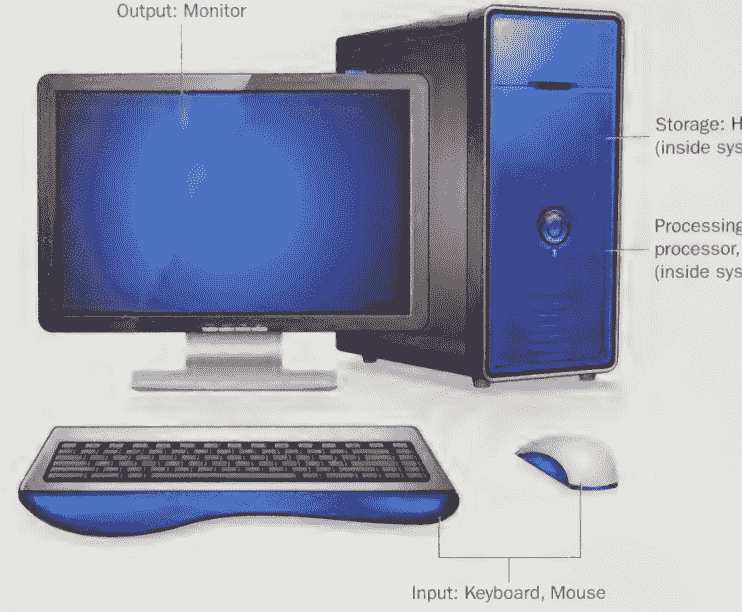 Output: Monitor
Storage: H
(inside sys
Processing
processor,
(inside sys
Input: Keyboard, Mouse